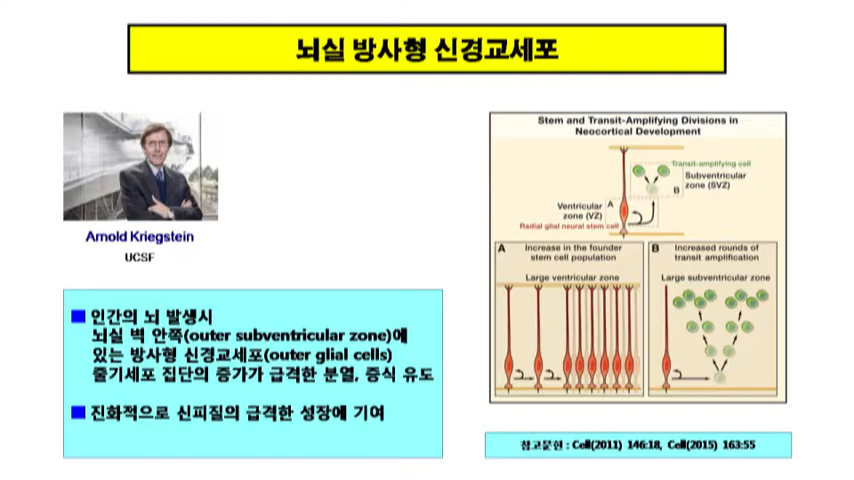 뇌실 방사형 신경교세포
Arnold Kriegstein
UCSF
인간의 뇌 발생시
뇌실 벽 안쪽(outer subventricular zone)에
있는 방사형 신경교세포(outer glial cells)
줄기세포 집단의 증가가 급격한 분열, 증식 유도
진화적으로 신피질의 급격한 성장에 기여
Stem and Transit-Amplifying Divisions in
Neocortical Development
Transit-amplifying cell
Subventricular
zone (SVZ)
B
Ventricular
zone (VZ)
A
Radial glial neural stem cell
A
Increase in the founder
stem cell population
Large ventricular zone
B
Increased rounds of
transit amplification
Large subventricular zone
참고문헌 : Cell(2011) 146:18, Cell(2015) 163:55